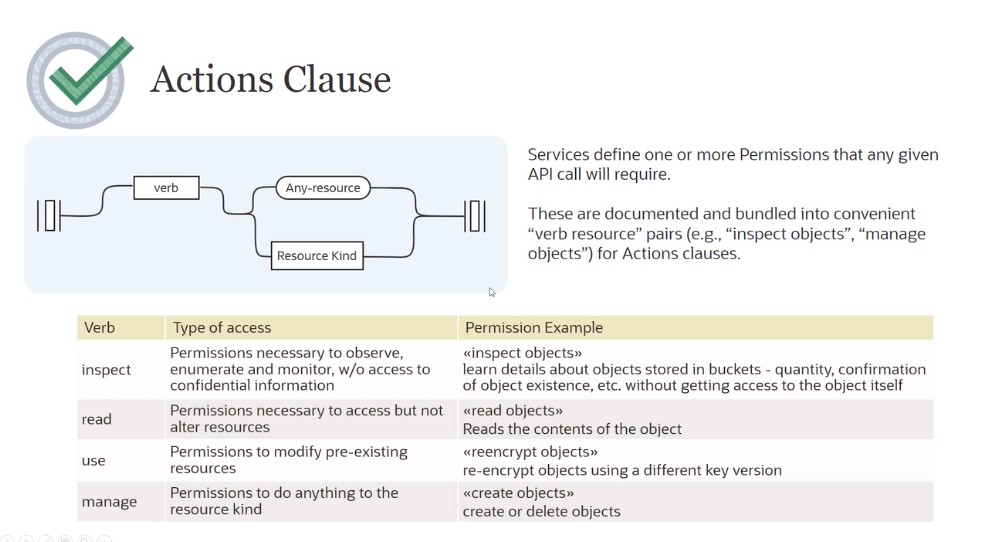 Actions Clause
verb
Any-resource
Resource Kind
Services define one or more Permissions that any given
API call will require.
These are documented and bundled into convenient
“verb resource” pairs (e.g., “inspect objects”, “manage
objects”) for Actions clauses.
Verb Type of access Permission Example
inspect
Permissions necessary to observe,
enumerate and monitor, w/o access to
confidential information
«inspect objects»
learn details about objects stored in buckets - quantity, confirmation
of object existence, etc. without getting access to the object itself
read
Permissions necessary to access but not
alter resources
«read objects»
Reads the contents of the object
use
Permissions to modify pre-existing
resources
«reencrypt objects»
re-encrypt objects using a different key version
manage
Permissions to do anything to the
resource kind
«create objects»
create or delete objects